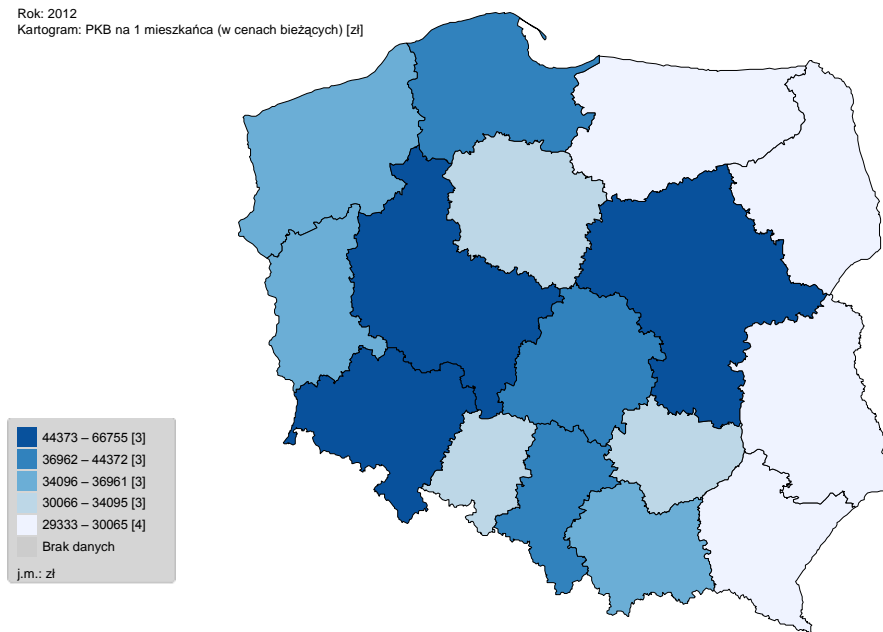 Rok: 2012
Kartogram: PKB na 1 mieszkańca (w cenach bieżących) [zł]
44373 – 66755 [3]
36962 – 44372 [3]
34096 – 36961 [3]
30066 – 34095 [3]
29333 – 30065 [4]
Brak danych
j.m.: zł